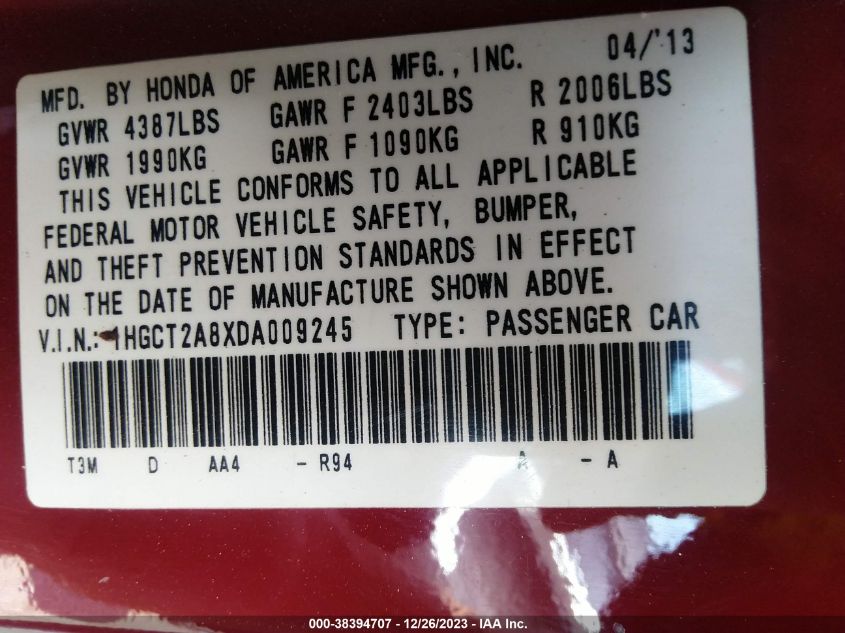 04/'13
MFD. BY HONDA OF AMERICA MFG., INC.
GVWR 4387LBS GAWR F 2403LBS R 2006LBS
GVWR 1990KG GAWR F 1090KG R 910KG
THIS VEHICLE CONFORMS TO ALL APPLICABLE
FEDERAL MOTOR VEHICLE SAFETY, BUMPER,
AND THEFT PREVENTION STANDARDS IN EFFECT
ON THE DATE OF MANUFACTURE SHOWN ABOVE.
V.I.N.: 1HGCT2A8XDA009245 TYPE: PASSENGER CAR
T3M D AA4 - R94 A - A
000-38394707 - 12/26/2023 - IAA Inc.